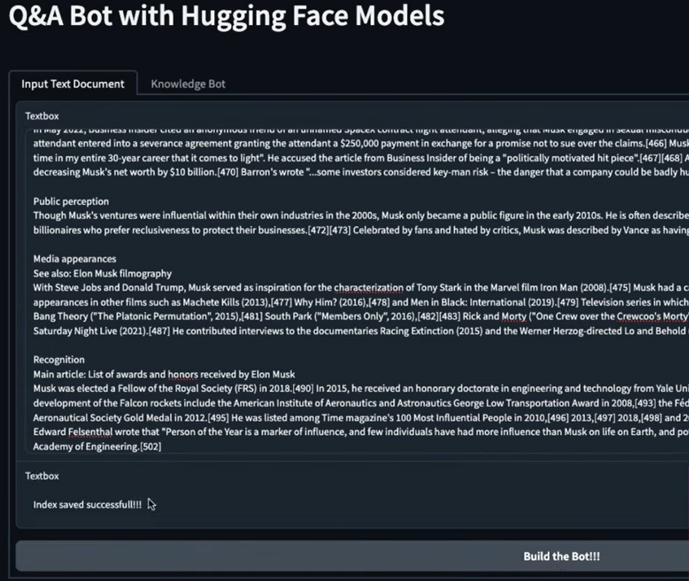 Q&A Bot with Hugging Face Models
Input Text Document
Knowledge Bot
Textbox
In May 2022, Business Insider cited an anonymous friend of an unnamed SpaceX contract flight attendant, alleging that Musk engaged in sexual
attendant entered into a severance agreement granting the attendant a $250,000 payment in exchange for a promise not to sue over the claims.[466] Musk
time in my entire 30-year career that it comes to light". He accused the article from Business Insider of being a "politically motivated hit piece".[467][468] A
decreasing Musk's net worth by $10 billion.[470] Barron's wrote "...some investors considered key-man risk – the danger that a company could be badly hu
Public perception
Though Musk's ventures were influential within their own industries in the 2000s, Musk only became a public figure in the early 2010s. He is often describe
billionaires who prefer reclusiveness to protect their businesses.[472][473] Celebrated by fans and hated by critics, Musk was described by Vance as having
Media appearances
See also: Elon Musk filmography
With Steve Jobs and Donald Trump, Musk served as inspiration for the characterization of Tony Stark in the Marvel film Iron Man (2008).[475] Musk had a c
appearances in other films such as Machete Kills (2013),[477] Why Him? (2016),[478] and Men in Black: International (2019).[479] Television series in which
Bang Theory ("The Platonic Permutation", 2015),[481] South Park ("Members Only", 2016),[482][483] Rick and Morty ("One Crew over the Crewcoo's Morty"
Saturday Night Live (2021).[487] He contributed interviews to the documentaries Racing Extinction (2015) and the Werner Herzog-directed Lo and Behold
Recognition
Main article: List of awards and honors received by Elon Musk
Musk was elected a Fellow of the Royal Society (FRS) in 2018.[490] In 2015, he received an honorary doctorate in engineering and technology from Yale Uni
development of the Falcon rockets include the American Institute of Aeronautics and Astronautics George Low Transportation Award in 2008,[493] the Féd
Aeronautical Society Gold Medal in 2012.[495] He was listed among Time magazine's 100 Most Influential People in 2010,[496] 2013,[497] 2018,[498] and 2
Edward Felsenthal wrote that "Person of the Year is a marker of influence, and few individuals have had more influence than Musk on life on Earth, and po
Academy of Engineering.[502]
Textbox
Index saved successfull!!!
Build the Bot!!!